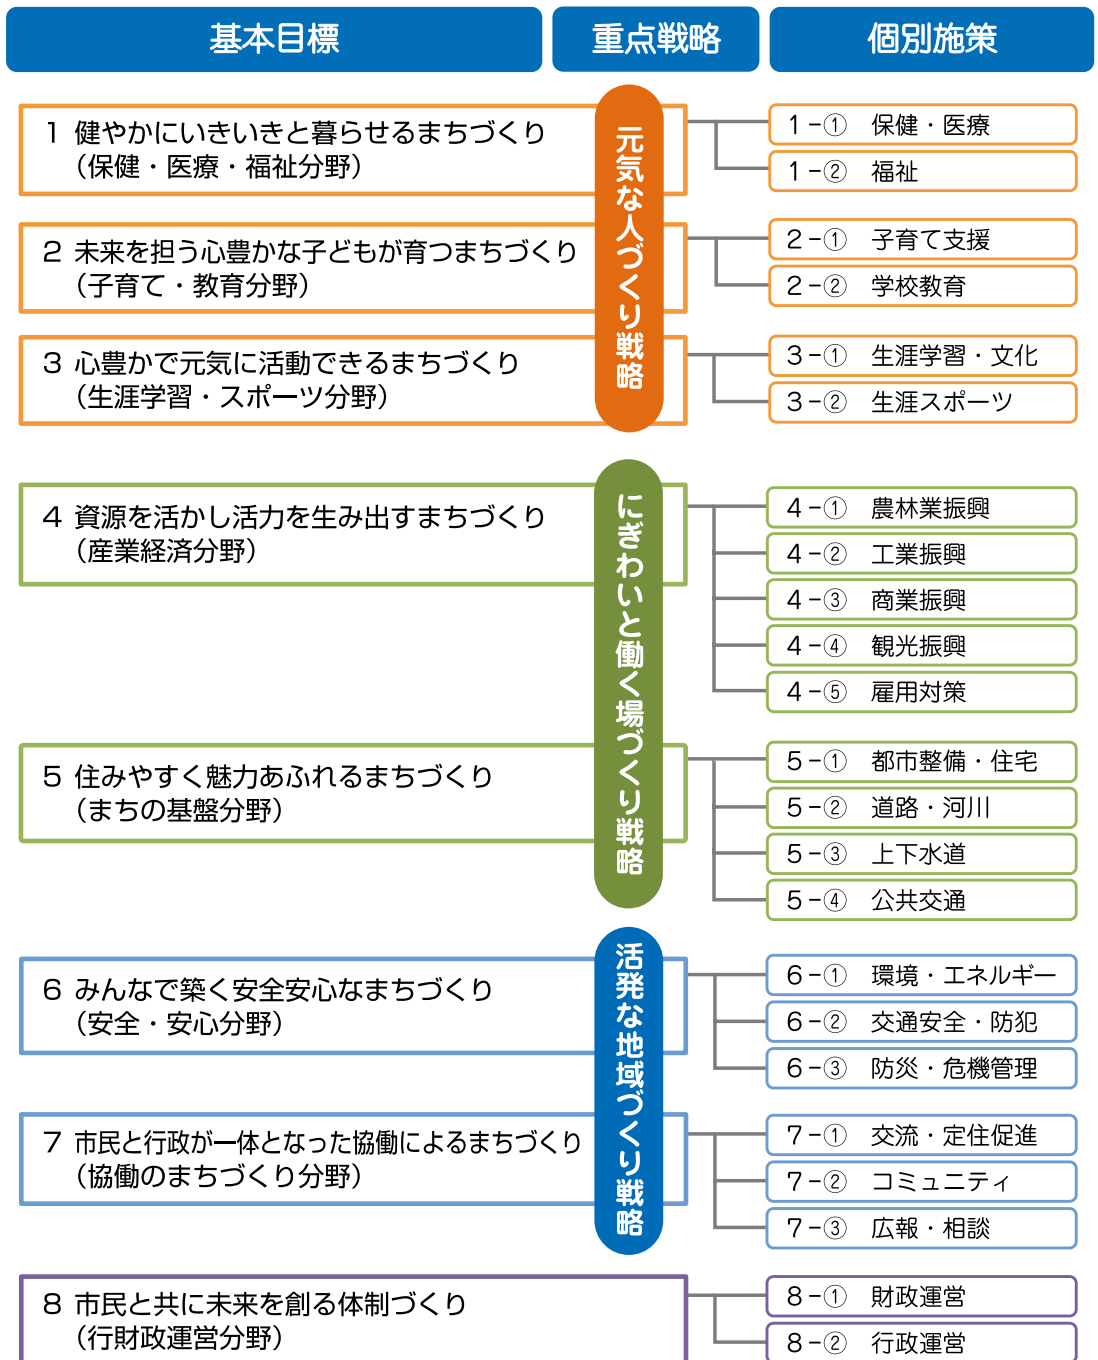 基本目標
重点戦略
個別施策
元気な人づくり戦略
1 健やかにいきいきと暮らせるまちづくり
（保健・医療・福祉分野）
1-① 保健・医療
1-② 福祉
2 未来を担う心豊かな子どもが育つまちづくり
（子育て・教育分野）
2-① 子育て支援
2-② 学校教育
3 心豊かで元気に活動できるまちづくり
（生涯学習・スポーツ分野）
3-① 生涯学習・文化
3-② 生涯スポーツ
にぎわいと働く場づくり戦略
4 資源を活かし活力を生み出すまちづくり
（産業経済分野）
4-① 農林業振興
4-② 工業振興
4-③ 商業振興
4-④ 観光振興
4-⑤ 雇用対策
5 住みやすく魅力あふれるまちづくり
（まちの基盤分野）
5-① 都市整備・住宅
5-② 道路・河川
5-③ 上下水道
5-④ 公共交通
活発な地域づくり戦略
6 みんなで築く安全安心なまちづくり
（安全・安心分野）
6-① 環境・エネルギー
6-② 交通安全・防犯
6-③ 防災・危機管理
7 市民と行政が一体となった協働によるまちづくり
（協働のまちづくり分野）
7-① 交流・定住促進
7-② コミュニティ
7-③ 広報・相談
8 市民と共に未来を創る体制づくり
（行財政運営分野）
8-① 財政運営
8-② 行政運営